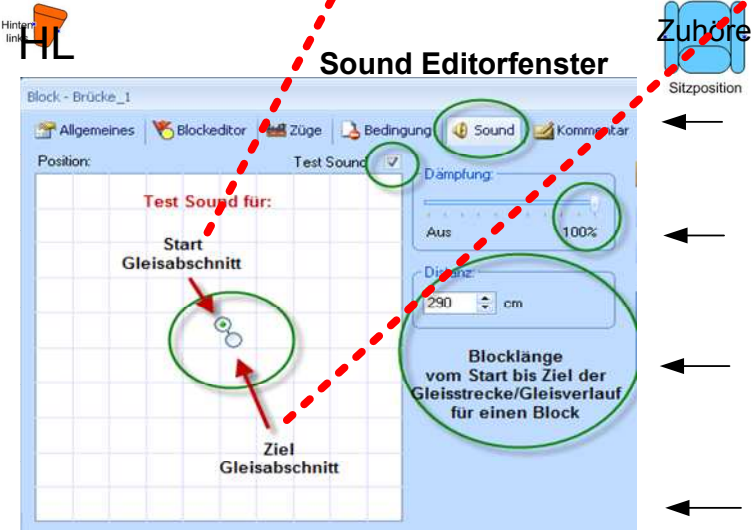 Hinten
links
HL
Zuhöre
Sitzposition
Sound Editorfenster
Block - Brücke_1
Allgemeines
Blockeditor
Züge
Bedingung
Sound
Kommentar
Position:
Test Sound
Dämpfung:
Aus
100%
Test Sound für:
Start
Gleisabschnitt
Distanz:
290
cm
Blocklänge
vom Start bis Ziel der
Gleisstrecke/Gleisverlauf
für einen Block
Ziel
Gleisabschnitt